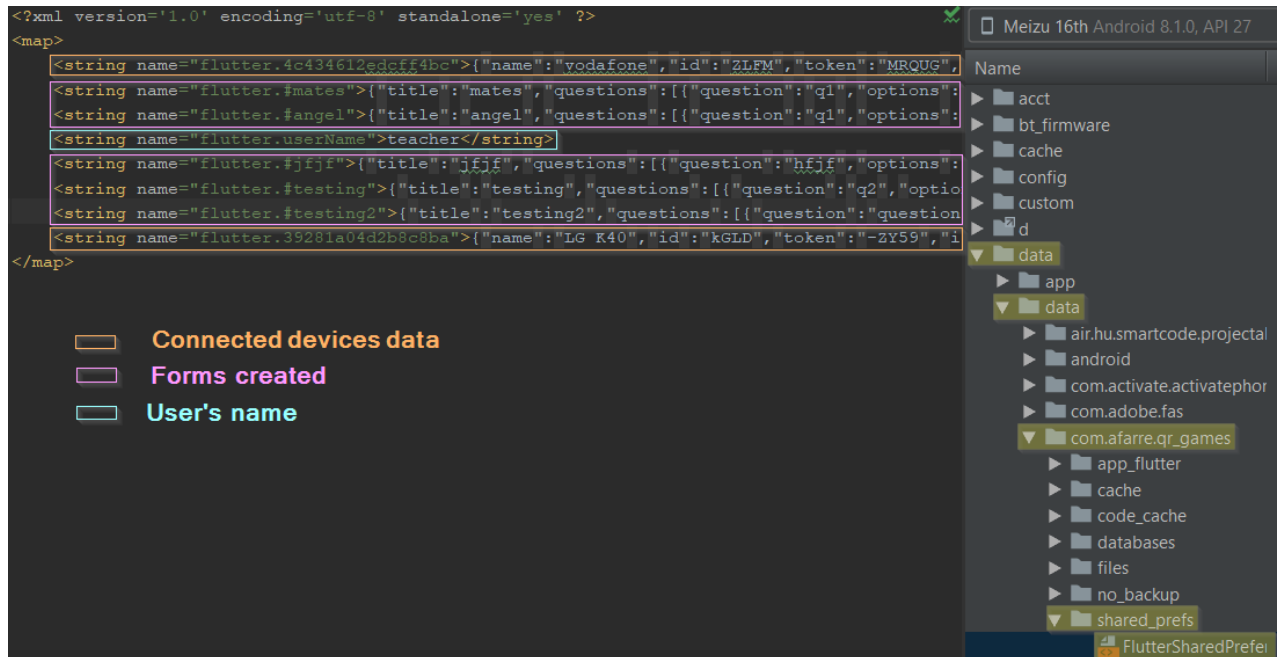 <?xml version='1.0' encoding='utf-8' standalone='yes' ?>
<map>
<string name="flutter.4c434612edcff4bc">{"name":"vodafone","id":"ZLFM","token":"MRQUG",
<string name="flutter.#mates">{"title":"mates","questions":[{"question":"q1","options":
<string name="flutter.#angel">{"title":"angel","questions":[{"question":"q1","options":
<string name="flutter.userName">teacher</string>
<string name="flutter.#jfjf">{"title":"jfjf","questions":[{"question":"hfjf","options":
<string name="flutter.#testing">{"title":"testing","questions":[{"question":"q2","optio
<string name="flutter.#testing2">{"title":"testing2","questions":[{"question":"question
<string name="flutter.39281a04d2b8c8ba">{"name":"LG K40","id":"kGLD","token":"-ZY59","i
</map>
Connected devices data
Forms created
User's name
Meizu 16th Android 8.1.0, API 27
Name
acct
bt_firmware
cache
config
custom
d
data
app
data
air.hu.smartcode.projectal
android
com.activate.activatephor
com.adobe.fas
com.afarre.qr_games
app_flutter
cache
code_cache
databases
files
no_backup
shared_prefs
FlutterSharedPrefer